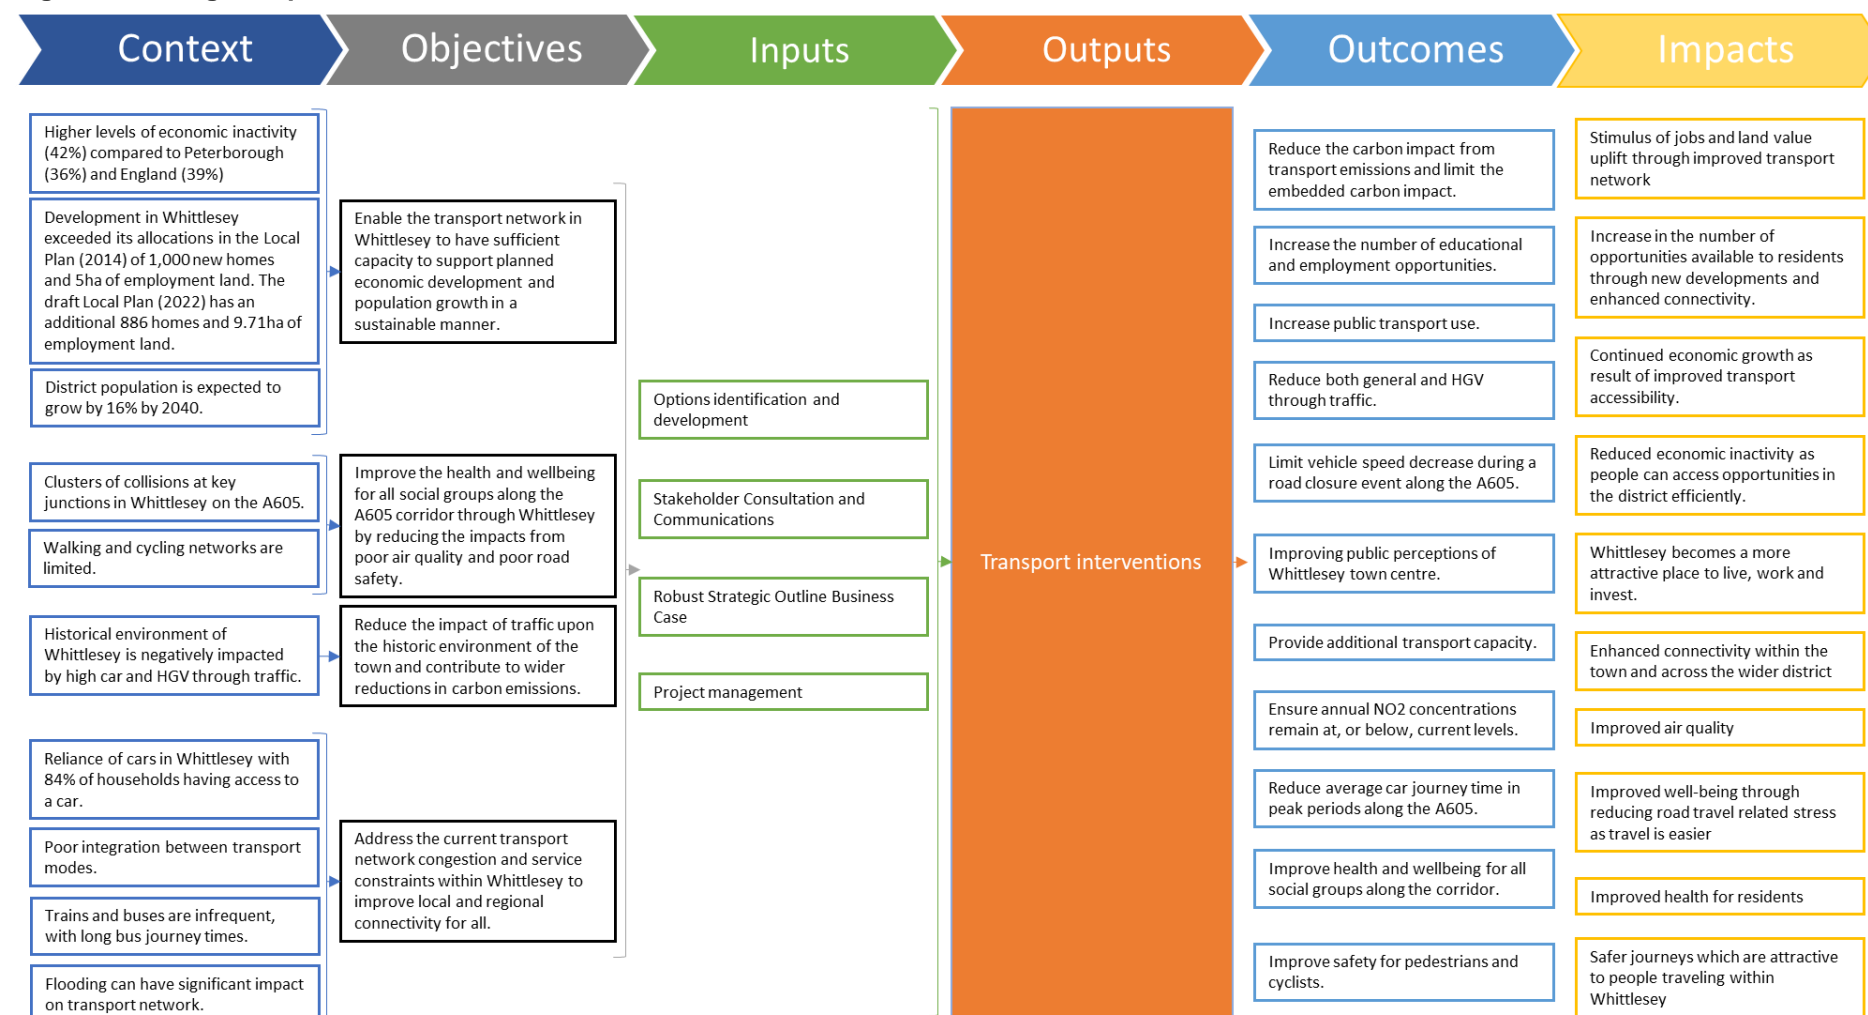 Context
Objectives
Inputs
Outputs
Outcomes
Impacts
Higher levels of economic inactivity
(42%) compared to Peterborough
(36%) and England (39%)
Development in Whittlesey
exceeded its allocations in the Local
Plan (2014) of 1,000 new homes
and 5ha of employment land. The
draft Local Plan (2022) has an
additional 886 homes and 9.71ha of
employment land.
District population is expected to
grow by 16% by 2040.
Clusters of collisions at key
junctions in Whittlesey on the A605.
Walking and cycling networks are
limited.
Historical environment of
Whittlesey is negatively impacted
by high car and HGV through traffic.
Reliance of cars in Whittlesey with
84% of households having access to
a car.
Poor integration between transport
modes.
Trains and buses are infrequent,
with long bus journey times.
Flooding can have significant impact
on transport network.
Enable the transport network in
Whittlesey to have sufficient
capacity to support planned
economic development and
population growth in a
sustainable manner.
Improve the health and wellbeing
for all social groups along the
A605 corridor through Whittlesey
by reducing the impacts from
poor air quality and poor road
safety.
Reduce the impact of traffic upon
the historic environment of the
town and contribute to wider
reductions in carbon emissions.
Address the current transport
network congestion and service
constraints within Whittlesey to
improve local and regional
connectivity for all.
Options identification and
development
Stakeholder Consultation and
Communications
Robust Strategic Outline Business
Case
Project management
Transport interventions
Reduce the carbon impact from
transport emissions and limit the
embedded carbon impact.
Increase the number of educational
and employment opportunities.
Increase public transport use.
Reduce both general and HGV
through traffic.
Limit vehicle speed decrease during a
road closure event along the A605.
Improving public perceptions of
Whittlesey town centre.
Provide additional transport capacity.
Ensure annual NO2 concentrations
remain at, or below, current levels.
Reduce average car journey time in
peak periods along the A605.
Improve health and wellbeing for all
social groups along the corridor.
Improve safety for pedestrians and
cyclists.
Stimulus of jobs and land value
uplift through improved transport
network
Increase in the number of
opportunities available to residents
through new developments and
enhanced connectivity.
Continued economic growth as
result of improved transport
accessibility.
Reduced economic inactivity as
people can access opportunities in
the district efficiently.
Whittlesey becomes a more
attractive place to live, work and
invest.
Enhanced connectivity within the
town and across the wider district
Improved air quality
Improved well-being through
reducing road travel related stress
as travel is easier
Improved health for residents
Safer journeys which are attractive
to people traveling within
Whittlesey